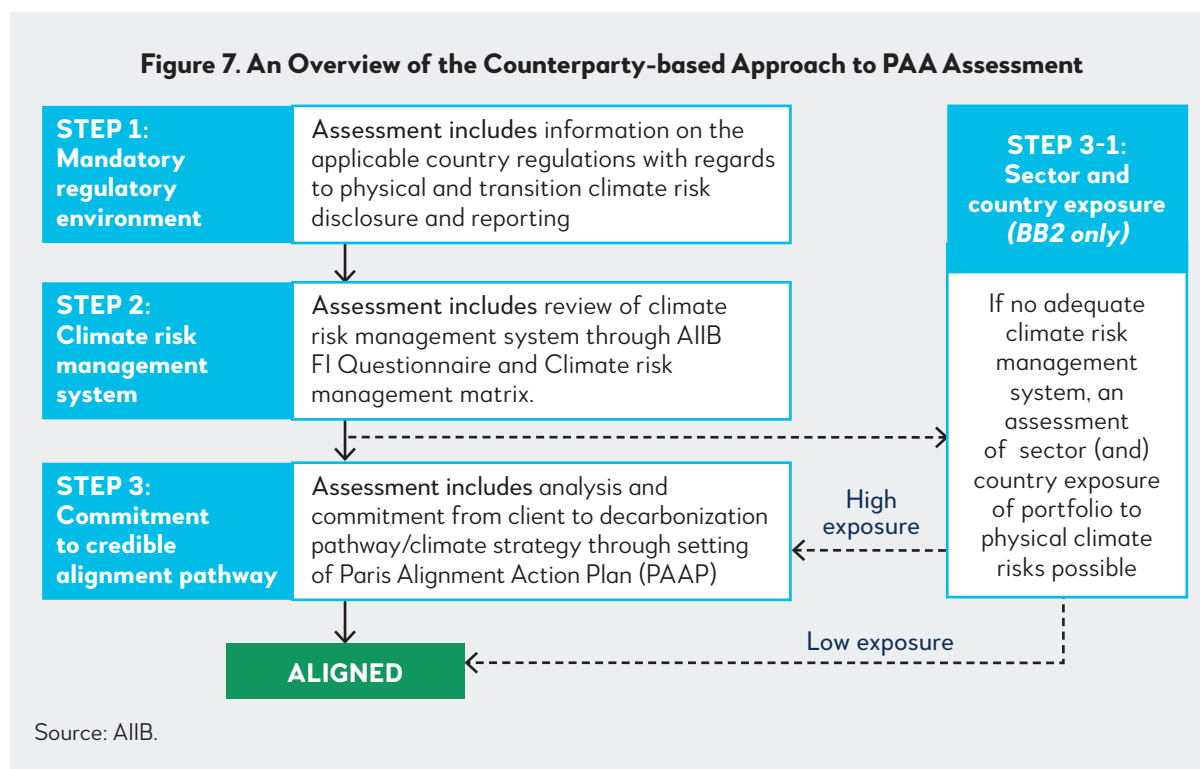 Figure 7. An Overview of the Counterparty-based Approach to PAA Assessment
STEP 1:
Mandatory
regulatory
environment
Assessment includes information on the
applicable country regulations with regards
to physical and transition climate risk
disclosure and reporting
STEP 2:
Climate risk
management
system
Assessment includes review of climate
risk management system through AIIB
FI Questionnaire and Climate risk
management matrix.
STEP 3:
Commitment
to credible
alignment pathway
Assessment includes analysis and
commitment from client to decarbonization
pathway/climate strategy through setting
of Paris Alignment Action Plan (PAAP)
STEP 3-1:
Sector and
country exposure
(BB2 only)
If no adequate
climate risk
management
system, an
assessment
of sector (and)
country exposure
of portfolio to
physical climate
risks possible
High
exposure
Low exposure
ALIGNED
Source: AIIB.